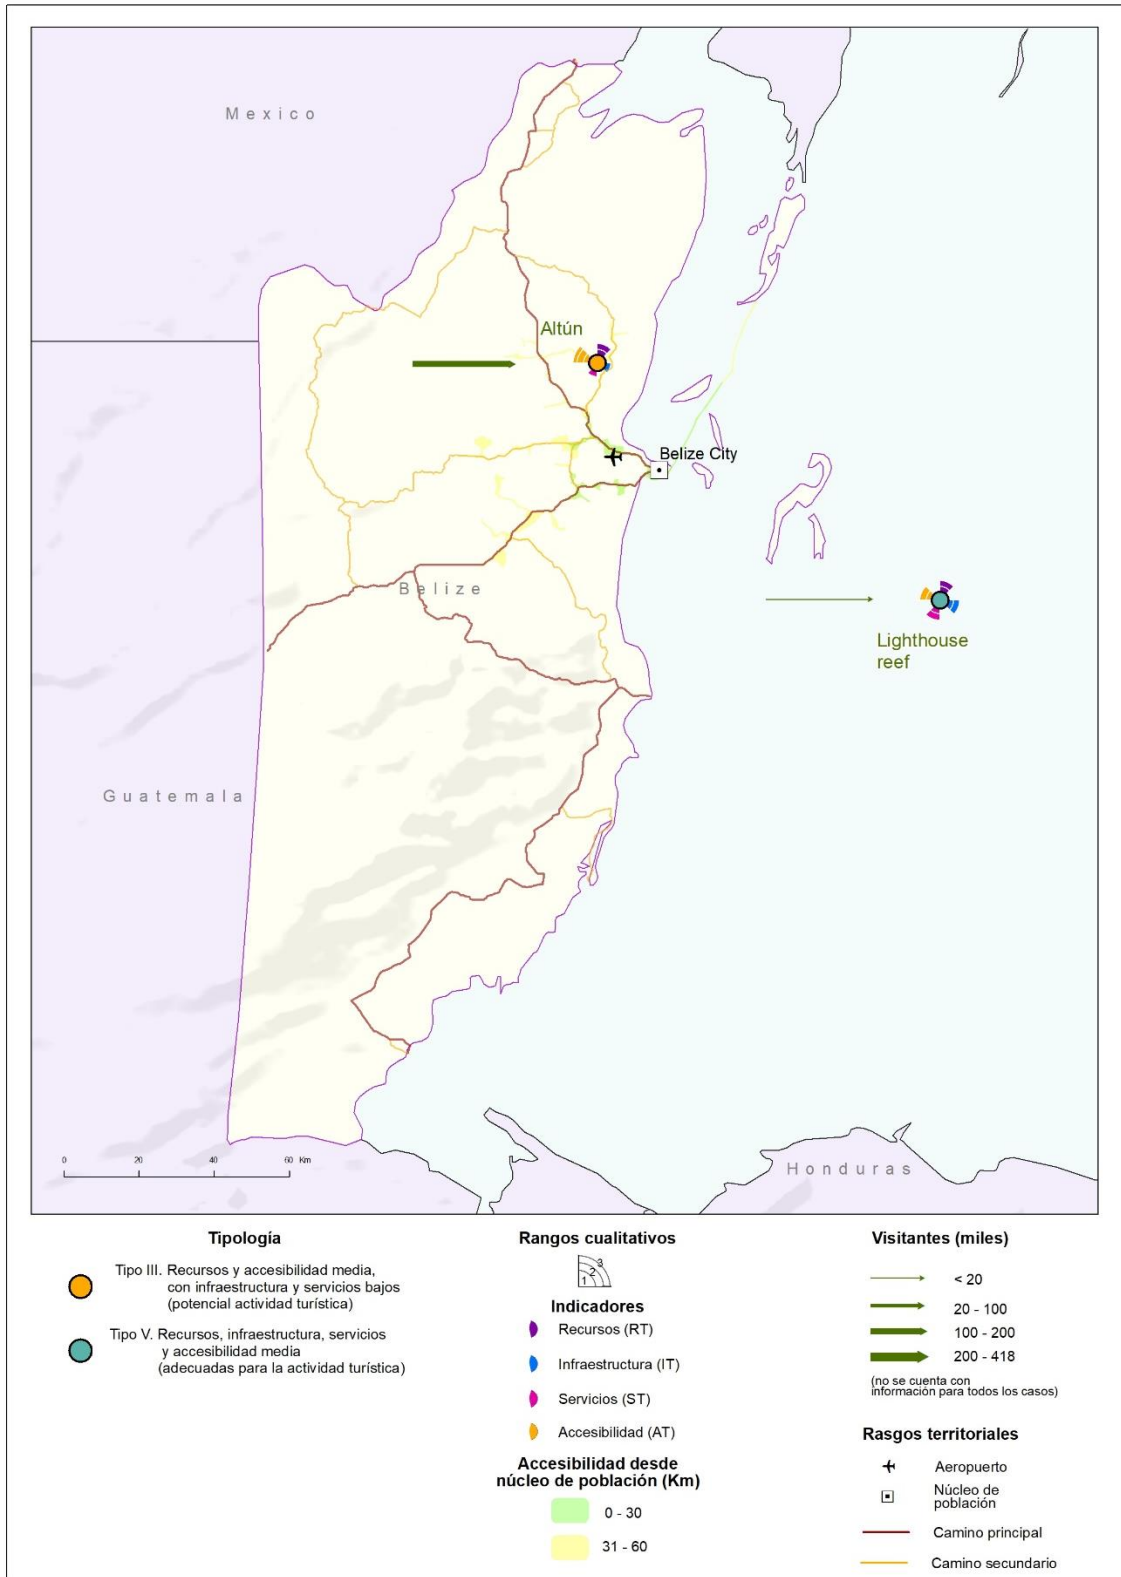 Mexico
Altún
Belize City
Belize
Lighthouse
reef
Guatemala
Honduras
0 20 40 60 Km
Tipología
Tipo III. Recursos y accesibilidad media,
con infraestructura y servicios bajos
(potencial actividad turística)
Tipo V. Recursos, infraestructura, servicios
y accesibilidad media
(adecuadas para la actividad turística)
Rangos cualitativos
3
2
1
Indicadores
Recursos (RT)
Infraestructura (IT)
Servicios (ST)
Accesibilidad (AT)
Accesibilidad desde
núcleo de población (Km)
0 - 30
31 - 60
Visitantes (miles)
< 20
20 - 100
100 - 200
200 - 418
(no se cuenta con
información para todos los casos)
Rasgos territoriales
Aeropuerto
Núcleo de
población
Camino principal
Camino secundario